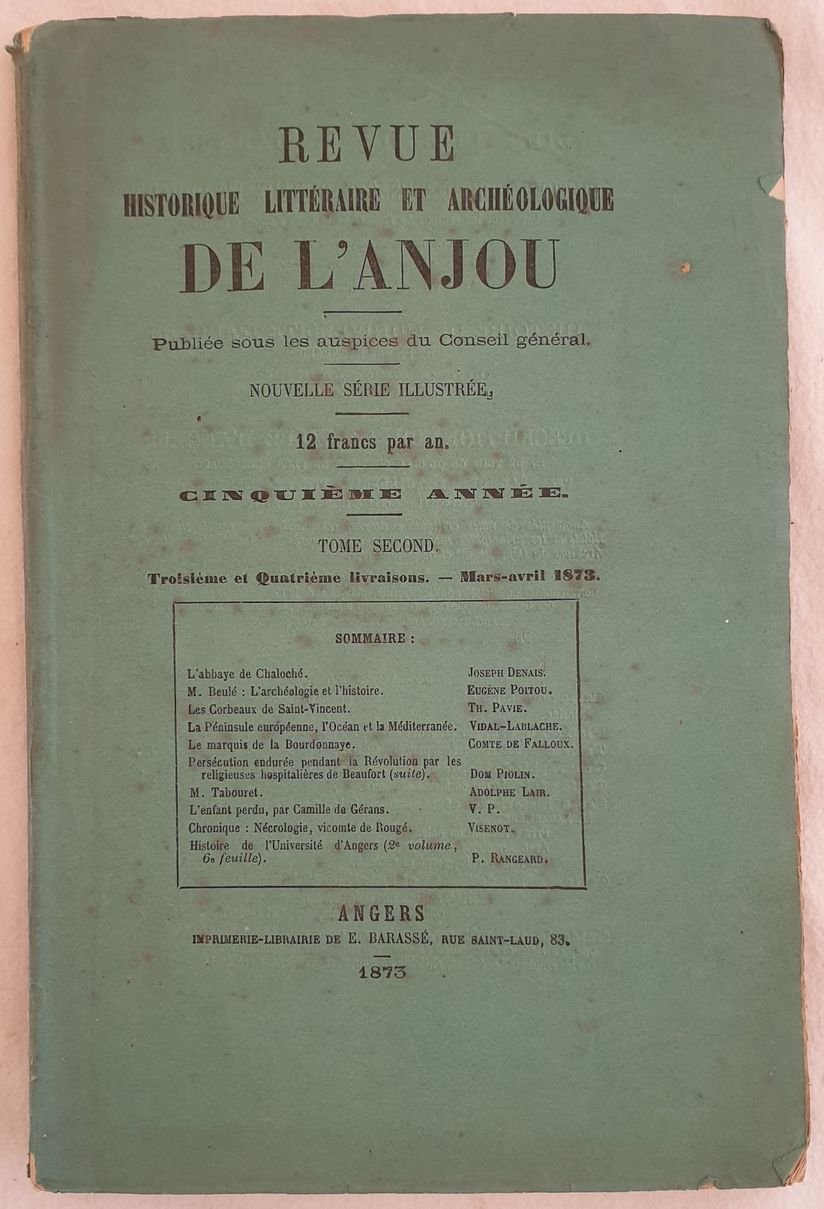 REVUE
HISTORIQUE LITTÉRAIRE ET ARCHÉOLOGIQUE
DE L'ANJOU
Publiée sous les auspices du Conseil général.
NOUVELLE SÉRIE ILLUSTRÉE,
12 francs par an.
CINQUIÈME ANNÉE.
TOME SECOND.
Troisième et Quatrième livraisons. — Mars-avril 1873.
SOMMAIRE :
L'abbaye de Chaloché. JOSEPH DENAIS.
M. Beulé : L'archéologie et l'histoire. EUGÈNE POITOU.
Les Corbeaux de Saint-Vincent. TH. PAVIE.
La Péninsule européenne, l'Océan et la Méditerranée. VIDAL-LABLACHE.
Le marquis de la Bourdonnaye. COMTE DE FALLOUX.
Persécution endurée pendant la Révolution par les
religieuses hospitalières de Beaufort (suite). DOM PIOLIN.
M. Tabouret. ADOLPHE LAIR.
L'enfant perdu, par Camille de Gérans. V. P.
Chronique : Nécrologie, vicomte de Rougé. VISENOT.
Histoire de l'Université d'Angers (2e volume,
6e feuille). P. RANGEARD.
ANGERS
IMPRIMERIE-LIBRAIRIE DE E. BARASSÉ, RUE SAINT-LAUD, 83.
1873